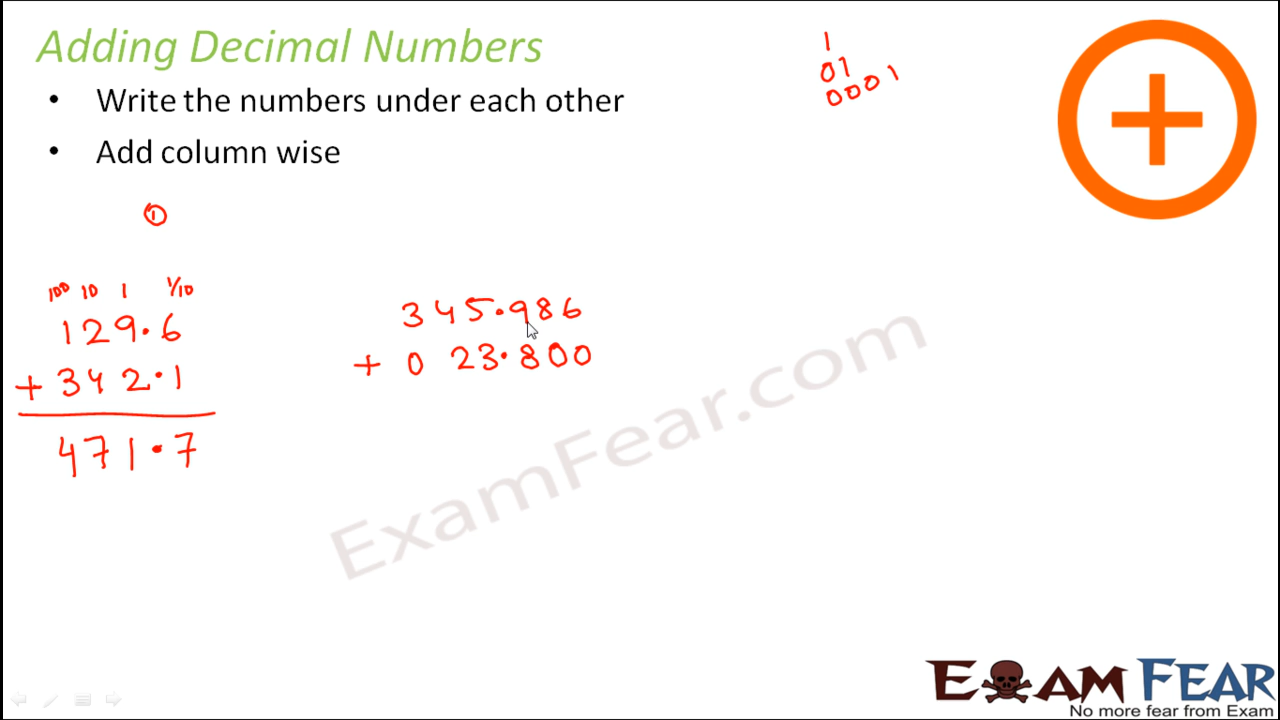 Adding Decimal Numbers
• Write the numbers under each other
• Add column wise
1
01
0001
①
100 10 1 1/10
129.6
+ 342.1
471.7
345.986
+ 023.800
ExamFear.com
EXAM FEAR
No more fear from Exam